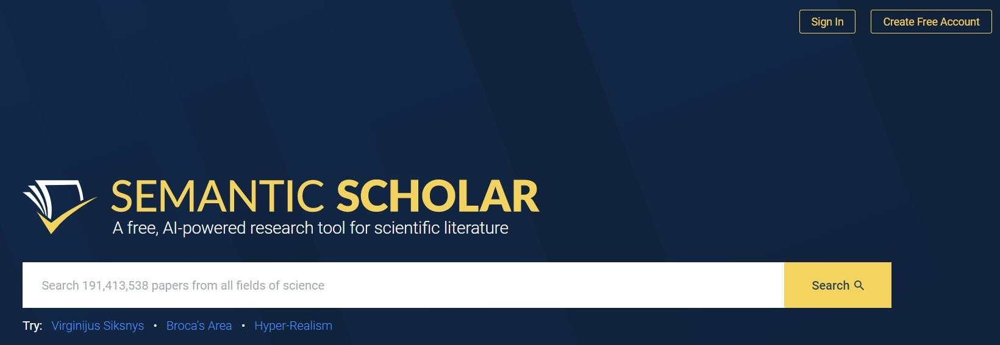 Sign In
Create Free Account
SEMANTIC SCHOLAR
A free, AI-powered research tool for scientific literature
Search 191,413,538 papers from all fields of science
Search
Try: Virginijus Siksnys • Broca's Area • Hyper-Realism